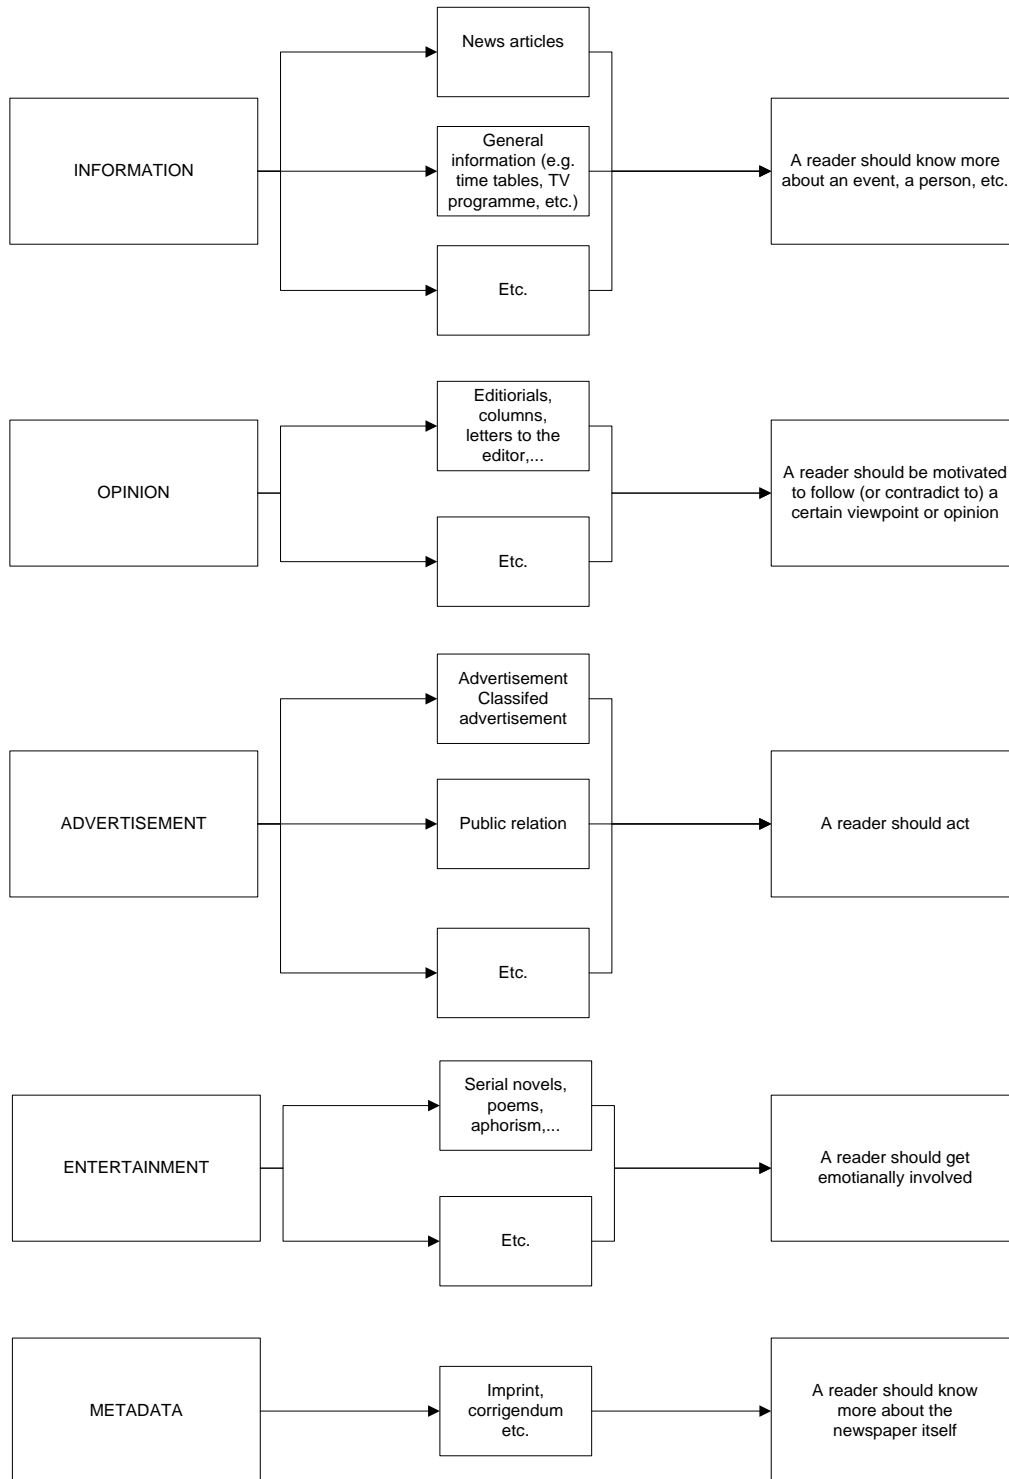 News articles
INFORMATION
General
information (e.g.
time tables, TV
programme, etc.)
A reader should know more
about an event, a person, etc.
Etc.
Editiorials,
columns,
letters to the
editor,...
OPINION
A reader should be motivated
to follow (or contradict to) a
certain viewpoint or opinion
Etc.
Advertisement
Classifed
advertisement
ADVERTISEMENT
Public relation
A reader should act
Etc.
Serial novels,
poems,
aphorism,...
ENTERTAINMENT
A reader should get
emotianally involved
Etc.
METADATA
Imprint,
corrigendum
etc.
A reader should know
more about the
newspaper itself